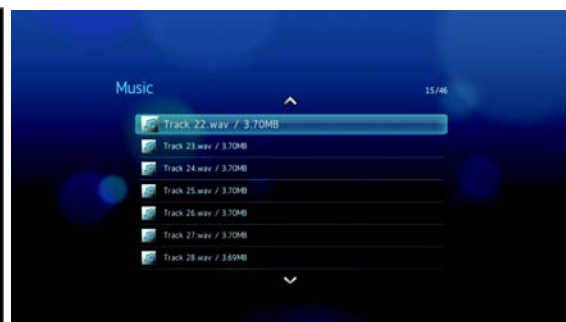 Music
15/46
Track 22.wav / 3.70MB
Track 23.wav / 3.70MB
Track 24.wav / 3.70MB
Track 25.wav / 3.70MB
Track 26.wav / 3.70MB
Track 27.wav / 3.70MB
Track 28.wav / 3.69MB